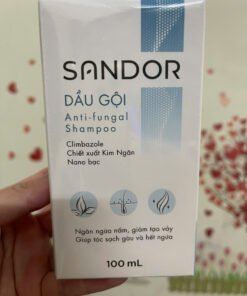 SANDOR
DẦU GỘI
Anti-fungal
Shampoo
Climbazole
Chiết xuất Kim Ngân
Nano bạc
Ngăn ngừa nấm, giảm tạo vảy
Giúp tóc sạch gàu và hết ngứa
100 mL